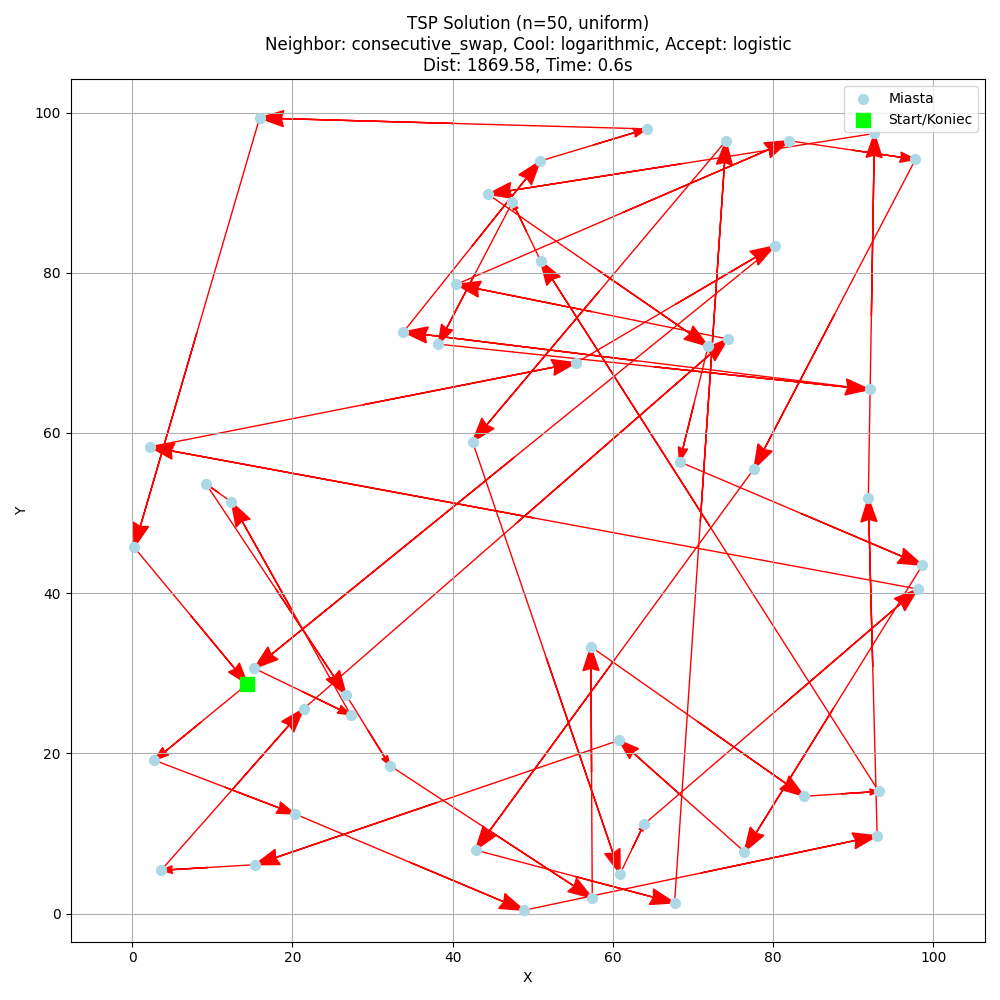 TSP Solution (n=50, uniform)
Neighbor: consecutive_swap, Cool: logarithmic, Accept: logistic
Dist: 1869.58, Time: 0.6s
Miasta
Start/Koniec
100
80
60
40
20
0
Y
0 20 40 60 80 100
X